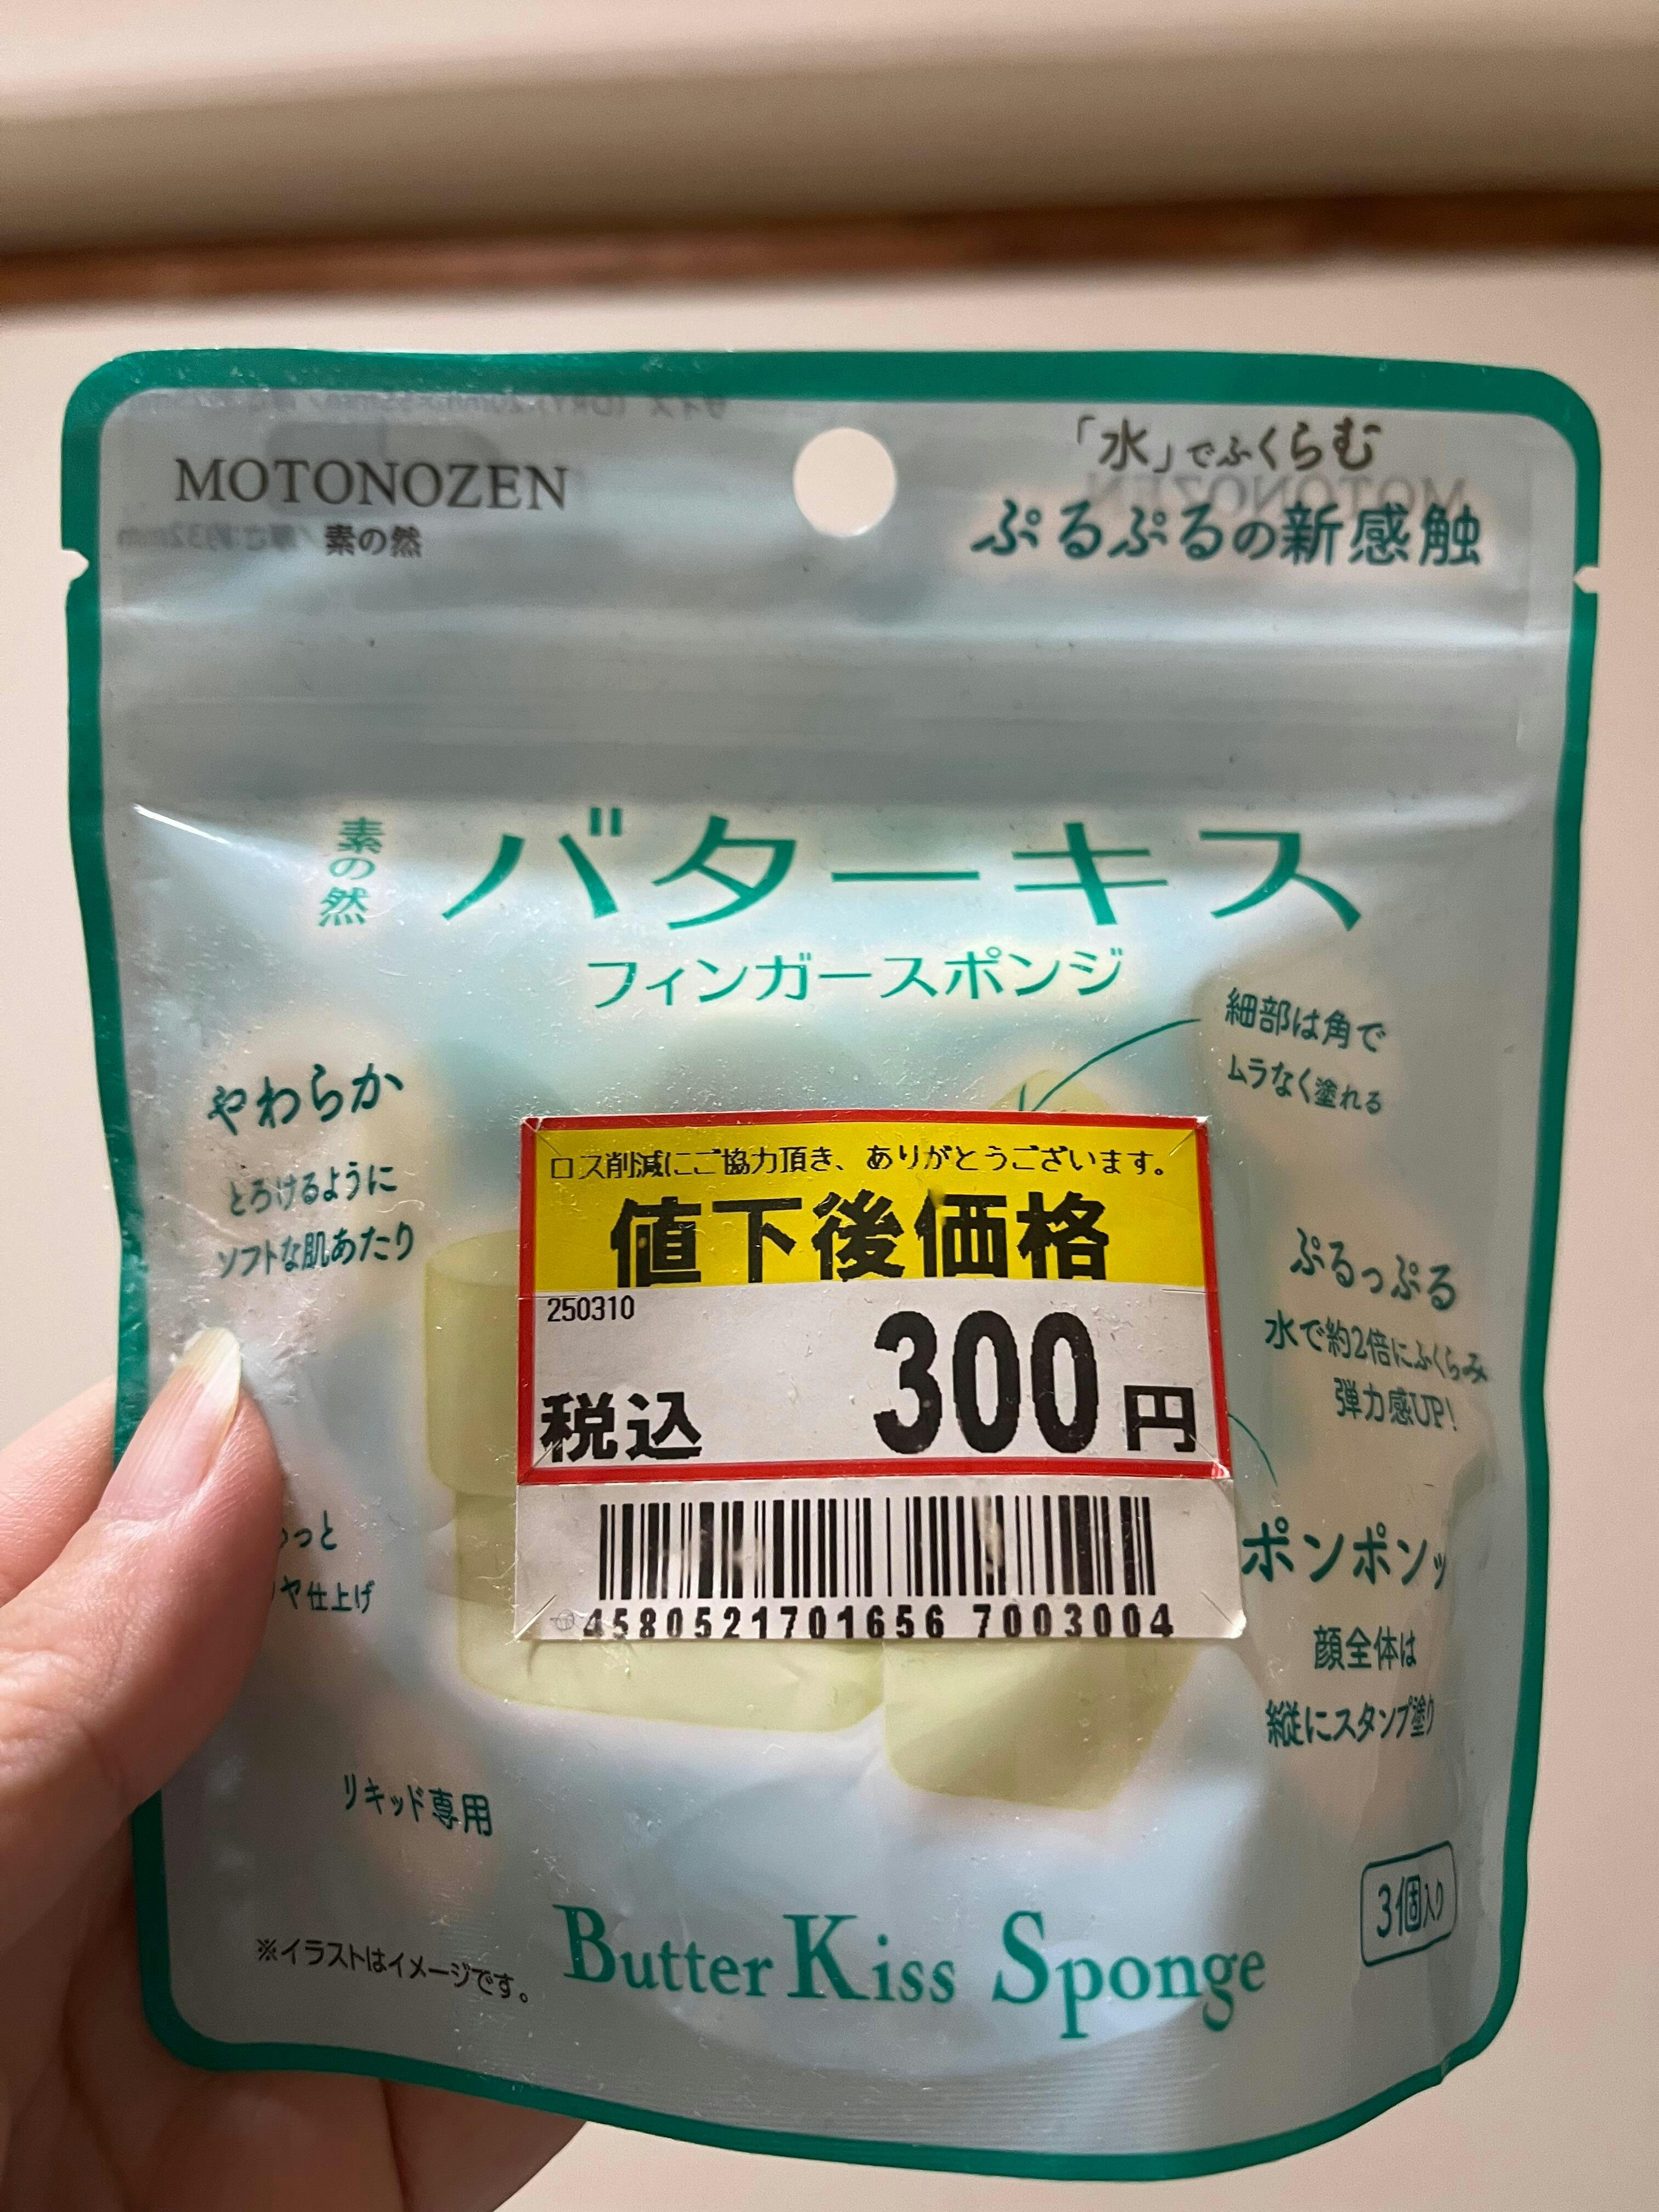 MOTONOZEN
素の然
「水」でふくらむ
ぷるぷるの新感触
素の然
バターキス
フィンガースポンジ
細部は角で
ムラなく塗れる
やわらか
とろけるように
ソフトな肌あたり
ロス削減にご協力頂き、ありがとうございます。
値下後価格
250310
税込 300円
4580521701656 7003004
ぷるっぷる
水で約2倍にふくらみ
弾力感UP!
っと
ヤ仕上げ
ポンポンッ
顔全体は
縦にスタンプ塗り
リキッド専用
3個入り
※イラストはイメージです。
Butter Kiss Sponge